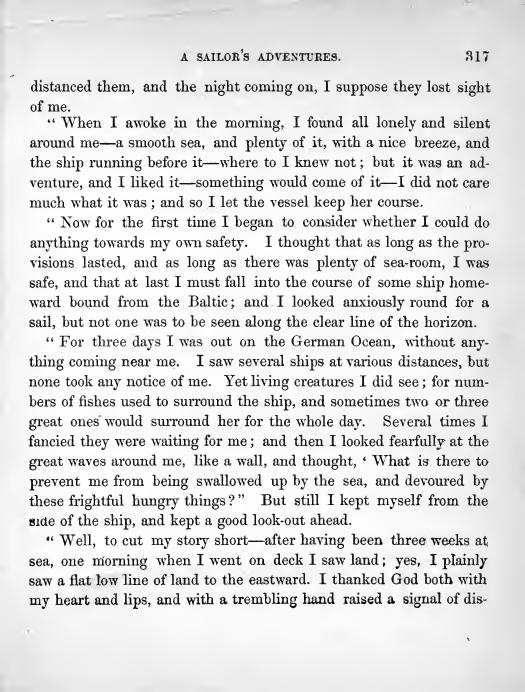 A SAILOR'S ADVENTURES. 317
distanced them, and the night coming on, I suppose they lost sight
of me.
“ When I awoke in the morning, I found all lonely and silent
around me—a smooth sea, and plenty of it, with a nice breeze, and
the ship running before it—where to I knew not; but it was an ad-
venture, and I liked it—something would come of it—I did not care
much what it was; and so I let the vessel keep her course.
“ Now for the first time I began to consider whether I could do
anything towards my own safety. I thought that as long as the pro-
visions lasted, and as long as there was plenty of sea-room, I was
safe, and that at last I must fall into the course of some ship home-
ward bound from the Baltic; and I looked anxiously round for a
sail, but not one was to be seen along the clear line of the horizon.
“ For three days I was out on the German Ocean, without any-
thing coming near me. I saw several ships at various distances, but
none took any notice of me. Yet living creatures I did see; for num-
bers of fishes used to surround the ship, and sometimes two or three
great ones would surround her for the whole day. Several times I
fancied they were waiting for me; and then I looked fearfully at the
great waves around me, like a wall, and thought, ‘ What is there to
prevent me from being swallowed up by the sea, and devoured by
these frightful hungry things?” But still I kept myself from the
side of the ship, and kept a good look-out ahead.
“ Well, to cut my story short—after having been three weeks at
sea, one morning when I went on deck I saw land; yes, I plainly
saw a flat low line of land to the eastward. I thanked God both with
my heart and lips, and with a trembling hand raised a signal of dis-